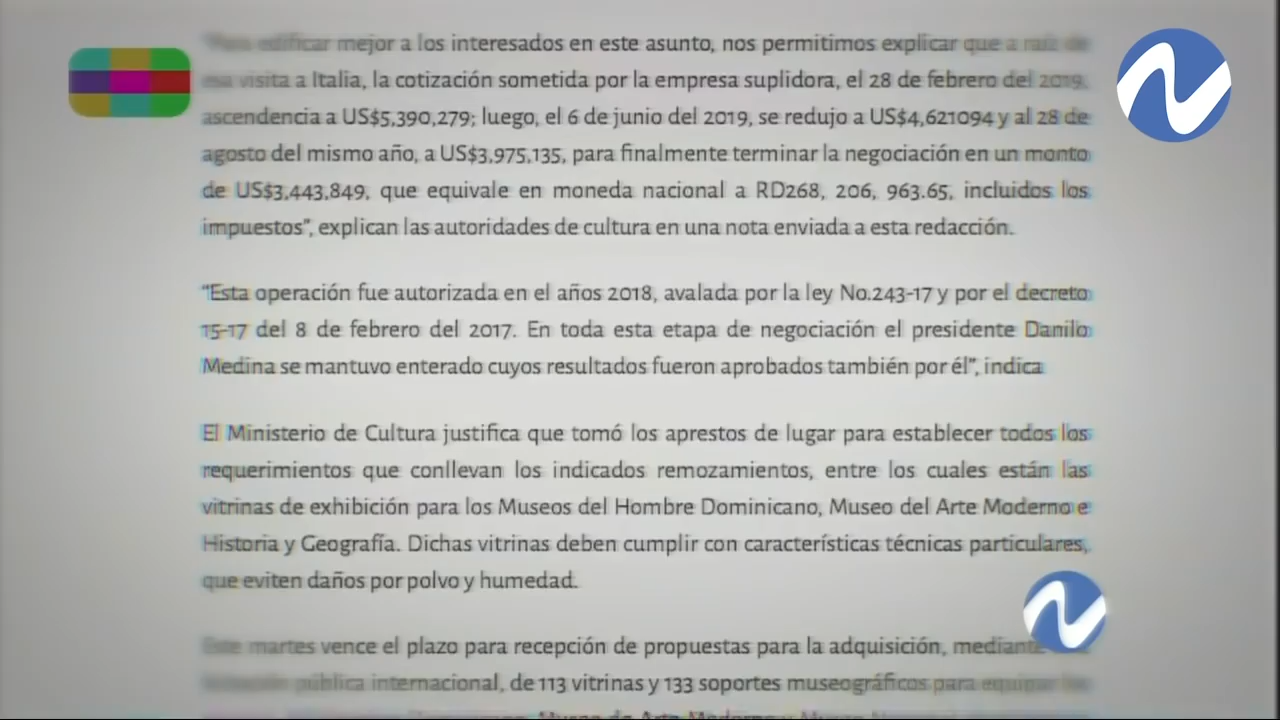 "Para edificar mejor a los interesados en este asunto, nos permitimos explicar que a raíz de
esa visita a Italia, la cotización sometida por la empresa suplidora, el 28 de febrero del 2019,
ascendencia a US$5,390,279; luego, el 6 de junio del 2019, se redujo a US$4,621094 y al 28 de
agosto del mismo año, a US$3,975,135, para finalmente terminar la negociación en un monto
de US$3,443,849, que equivale en moneda nacional a RD268, 206, 963.65, incluidos los
impuestos", explican las autoridades de cultura en una nota enviada a esta redacción.
"Esta operación fue autorizada en el años 2018, avalada por la ley No.243-17 y por el decreto
15-17 del 8 de febrero del 2017. En toda esta etapa de negociación el presidente Danilo
Medina se mantuvo enterado cuyos resultados fueron aprobados también por él", indica
El Ministerio de Cultura justifica que tomó los aprestos de lugar para establecer todos los
requerimientos que conllevan los indicados remozamientos, entre los cuales están las
vitrinas de exhibición para los Museos del Hombre Dominicano, Museo del Arte Moderno e
Historia y Geografía. Dichas vitrinas deben cumplir con características técnicas particulares,
que eviten daños por polvo y humedad.
Este martes vence el plazo para recepción de propuestas para la adquisición, mediante
pública internacional, de 113 vitrinas y 133 soportes museográficos para equipar